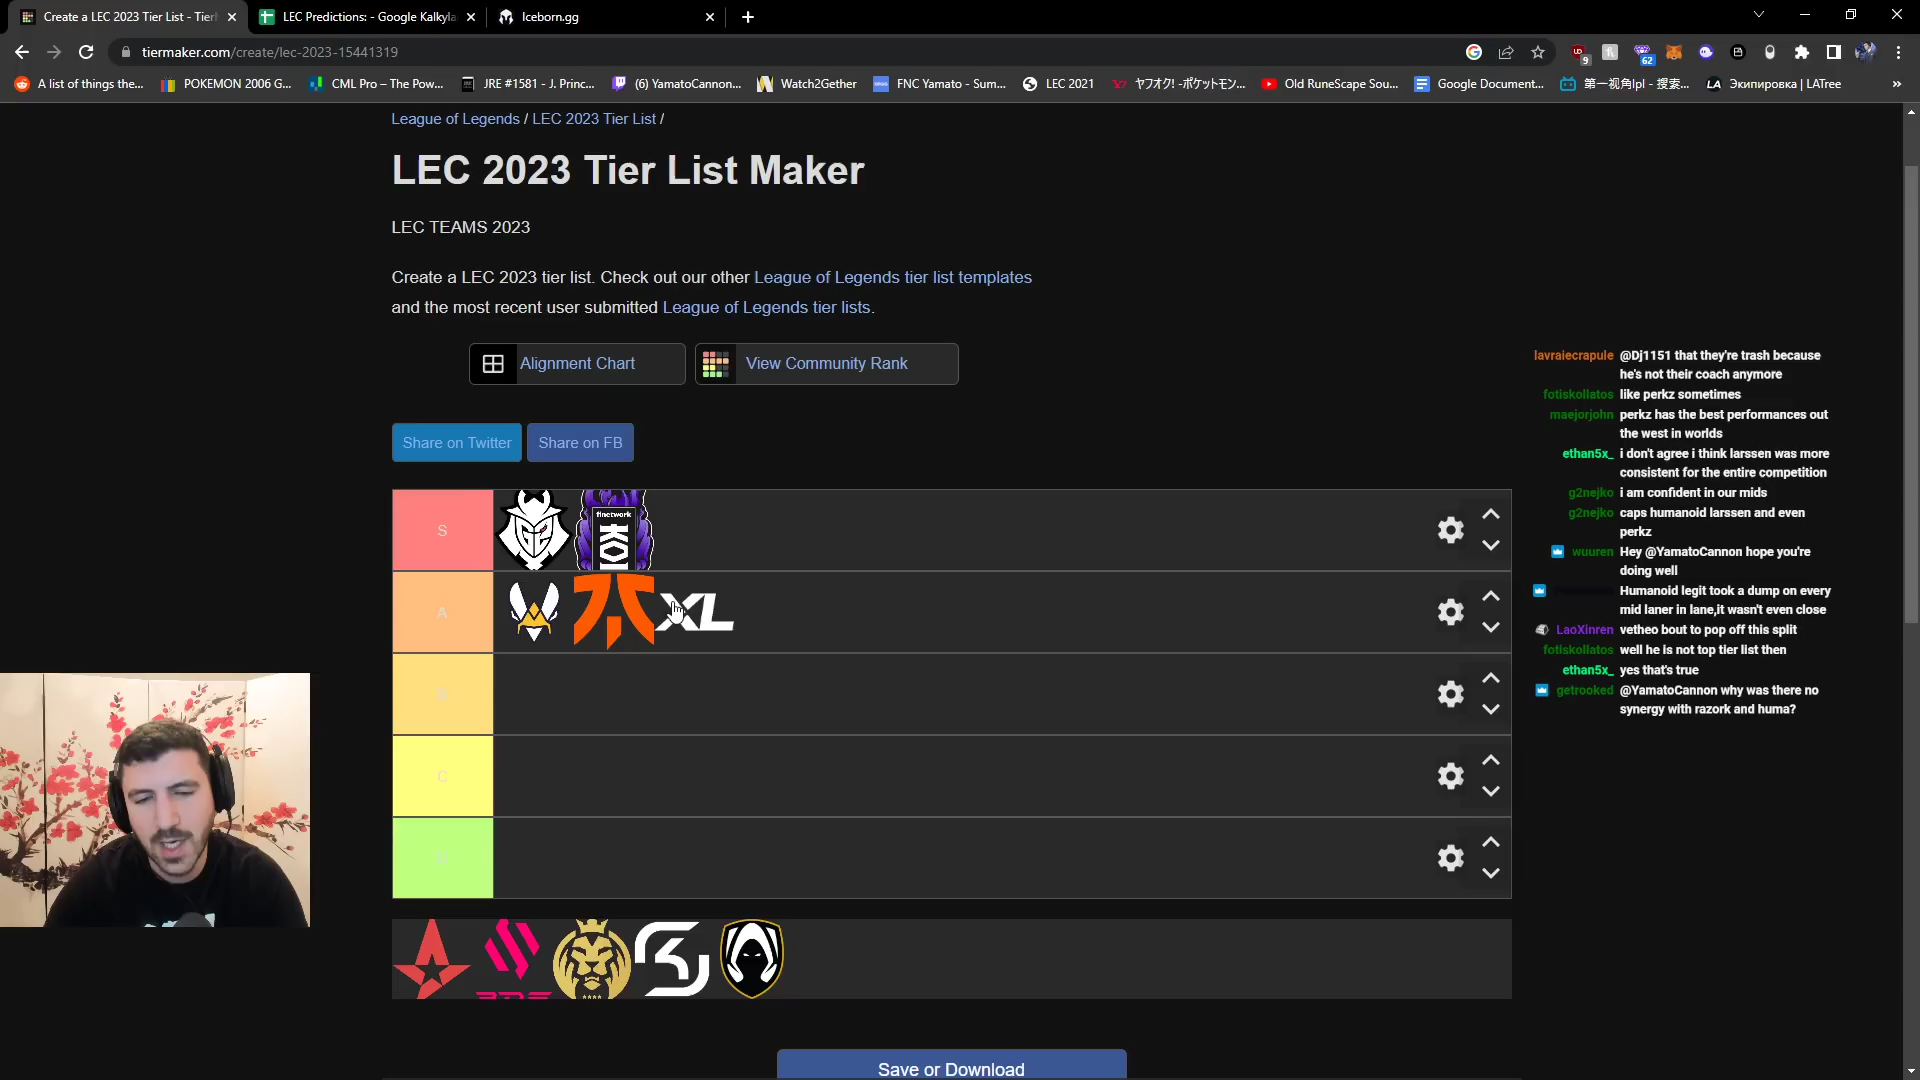 Create a LEC 2023 Tier List - Tierl
LEC Predictions: - Google Kalkyla
Iceborn.gg
tiermaker.com/create/lec-2023-15441319
9
62
A list of things the...
POKEMON 2006 G...
CML Pro – The Pow...
JRE #1581 - J. Princ...
(6) YamatoCannon...
Watch2Gether
FNC Yamato - Sum...
LEC 2021
ヤフオク! -ポケットモン...
Old RuneScape Sou...
Google Document...
第一视角lpl - 搜索...
LA Экипировка | LATree
»
League of Legends / LEC 2023 Tier List /
LEC 2023 Tier List Maker
LEC TEAMS 2023
Create a LEC 2023 tier list. Check out our other League of Legends tier list templates
and the most recent user submitted League of Legends tier lists.
Alignment Chart
View Community Rank
Share on Twitter
Share on FB
S
finetwork
KOI
A
XL
B
C
D
SK
Save or Download
lavraiecrapule @Dj1151 that they're trash because
he's not their coach anymore
fotiskollatos like perkz sometimes
maejorjohn perkz has the best performances out
the west in worlds
ethan5x_ i don't agree i think larssen was more
consistent for the entire competition
g2nejko i am confident in our mids
g2nejko caps humanoid larssen and even
perkz
wuuren Hey @YamatoCannon hope you're
doing well
Humanoid legit took a dump on every
mid laner in lane,it wasn't even close
LaoXinren vetheo bout to pop off this split
fotiskollatos well he is not top tier list then
ethan5x_ yes that's true
getrooked @YamatoCannon why was there no
synergy with razork and huma?